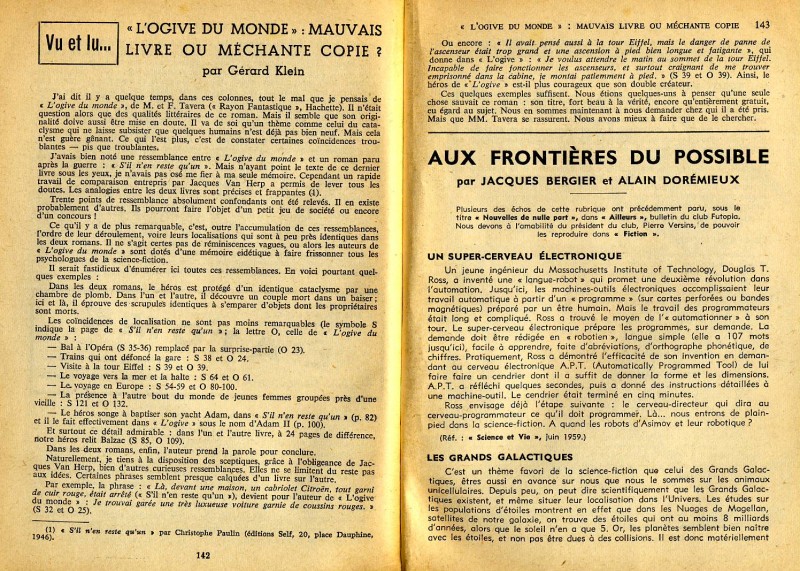 Vu et lu...
« L'OGIVE DU MONDE » : MAUVAIS
LIVRE OU MÉCHANTE COPIE ?
par Gérard Klein
J'ai dit il y a quelque temps, dans ces colonnes, tout le mal que je pensais de
« L'ogive du monde », de M. et F. Tavera (« Rayon Fantastique », Hachette). Il n'était
question alors que des qualités littéraires de ce roman. Mais il semble que son origi-
nalité doive aussi être mise en doute. Il va de soi qu'un thème comme celui du cata-
clysme qui ne laisse subsister que quelques humains n'est déjà pas bien neuf. Mais cela
n'est guère gênant. Ce qui l'est plus, c'est de constater certaines coïncidences trou-
blantes — pis que troublantes.
J'avais bien noté une ressemblance entre « L'ogive du monde » et un roman paru
après la guerre : « S'il n'en reste qu'un ». Mais n'ayant point le texte de ce dernier
livre sous les yeux, je n'avais pas osé me fier à ma seule mémoire. Cependant un rapide
travail de comparaison entrepris par Jacques Van Herp a permis de lever tous les
doutes. Les analogies entre les deux livres sont précises et frappantes (1).
Trente points de ressemblance absolument confondants ont été relevés. Il en existe
probablement d'autres. Ils pourront faire l'objet d'un petit jeu de société ou encore
d'un concours !
Ce qu'il y a de plus remarquable, c'est, outre l'accumulation de ces ressemblances,
l'ordre de leur déroulement, voire leurs localisations qui sont à peu près identiques dans
les deux romans. Il ne s'agit certes pas de réminiscences vagues, ou alors les auteurs de
« L'ogive du monde » sont dotés d'une mémoire eidétique à faire frissonner tous les
psychologues de la science-fiction.
Il serait fastidieux d'énumérer ici toutes ces ressemblances. En voici pourtant quel-
ques exemples :
Dans les deux romans, le héros est protégé d'un identique cataclysme par une
chambre de plomb. Dans l'un et l'autre, il découvre un couple mort dans un baiser ;
ici et là, il éprouve des scrupules identiques à s'emparer d'objets dont les propriétaires
sont morts.
Les coïncidences de localisation ne sont pas moins remarquables (le symbole S
indique la page de « S'il n'en reste qu'un » ; la lettre O, celle de « L'ogive du
monde » :
— Bal à l'Opéra (S 35-36) remplacé par la surprise-partie (O 23).
— Trains qui ont défoncé la gare : S 38 et O 24.
— Visite à la tour Eiffel : S 39 et O 39.
— Le voyage vers la mer et la halte : S 64 et O 61.
— Le voyage en Europe : S 54-59 et O 80-100.
— La présence à l'autre bout du monde de jeunes femmes groupées près d'une
vieille : S 121 et O 132.
— Le héros songe à baptiser son yacht Adam, dans « S'il n'en reste qu'un » (p. 82)
et il le fait effectivement dans « L'ogive » sous le nom d'Adam II (p. 100).
Et surtout ce détail admirable : dans l'un et l'autre livre, à 24 pages de différence,
notre héros relit Balzac (S 85, O 109).
Dans les deux romans, enfin, l'auteur prend la parole pour conclure.
Naturellement, je tiens à la disposition des sceptiques, grâce à l'obligeance de Jac-
ques Van Herp, bien d'autres curieuses ressemblances. Elles ne se limitent du reste pas
aux idées. Certaines phrases semblent presque calquées d'un livre sur l'autre.
Par exemple, la phrase : « Là, devant une maison, un cabriolet Citroën, tout garni
de cuir rouge, était arrêté (« S'il n'en reste qu'un »), devient pour l'auteur de « L'ogive
du monde » : Je trouvai garée une très luxueuse voiture garnie de coussins rouges. »
(S 32 et O 25).
(1) « S'il n'en reste qu'un » par Christophe Paulin (éditions Self, 20, place Dauphine,
1946).
142
« L'OGIVE DU MONDE » : MAUVAIS LIVRE OU MÉCHANTE COPIE 143
Ou encore : « Il avait pensé aussi à la tour Eiffel, mais le danger de panne de
l'ascenseur était trop grand et une ascension à pied bien longue et fatigante », qui
donne dans « L'ogive » : « Je voulus attendre le matin au sommet de la tour Eiffel.
Incapable de faire fonctionner les ascenseurs, et surtout craignant de me trouver
emprisonné dans la cabine, je montai patiemment à pied. » (S 39 et O 39). Ainsi, le
héros de « L'ogive » est-il plus courageux que son double créateur.
Ces quelques exemples suffisent. Nous étions quelques-uns à penser qu'une seule
chose sauvait ce roman : son titre, fort beau à la vérité, encore qu'entièrement gratuit,
eu égard au sujet. Nous en sommes maintenant à nous demander chez qui il a été pris.
Mais que MM. Tavera se rassurent. Nous avons mieux à faire que de le chercher.
AUX FRONTIÈRES DU POSSIBLE
par JACQUES BERGIER et ALAIN DORÉMIEUX
Plusieurs des échos de cette rubrique ont précédemment paru, sous le
titre « Nouvelles de nulle part », dans « Ailleurs », bulletin du club Futopia.
Nous devons à l'amabilité du président du club, Pierre Versins, de pouvoir
les reproduire dans « Fiction ».
UN SUPER-CERVEAU ÉLECTRONIQUE
Un jeune ingénieur du Massachusetts Institute of Technology, Douglas T.
Ross, a inventé une « langue-robot » qui promet une deuxième révolution dans
l'automation. Jusqu'ici, les machines-outils électroniques accomplissaient leur
travail automatique à partir d'un « programme » (sur cartes perforées ou bandes
magnétiques) préparé par un être humain. Mais le travail des programmateurs
était long et compliqué. Ross a trouvé le moyen de l'« automationner » à son
tour. Le super-cerveau électronique prépare les programmes, sur demande. La
demande doit être rédigée en « robotien », langue simple (elle a 107 mots
jusqu'ici), facile à apprendre, faite d'abréviations, d'orthographe phonétique, de
chiffres. Pratiquement, Ross a démontré l'efficacité de son invention en deman-
dant au cerveau électronique A.P.T. (Automatically Programmed Tool) de lui
faire faire un cendrier dont il a suffit de donner la forme et les dimensions.
A.P.T. a réfléchi quelques secondes, puis a donné des instructions détaillées à
une machine-outil. Le cendrier était terminé en cinq minutes.
Ross envisage déjà l'étape suivante : le cerveau-directeur qui dira au
cerveau-programmateur ce qu'il doit programmer. Là... nous entrons de plain-
pied dans la science-fiction. A quand les robots d'Asimov et leur robotique ?
(Réf. : « Science et Vie », Juin 1959.)
LES GRANDS GALACTIQUES
C'est un thème favori de la science-fiction que celui des Grands Galac-
tiques, êtres aussi en avance sur nous que nous le sommes sur les animaux
unicellulaires. Depuis peu, on peut dire scientifiquement que les Grands Galac-
tiques existent, et même situer leur localisation dans l'Univers. Les études sur
les populations d'étoiles montrent en effet que dans les Nuages de Magellan,
satellites de notre galaxie, on trouve des étoiles qui ont au moins 8 milliards
d'années, alors que le soleil n'en a que 5. Or, les planètes semblent bien naître
avec les étoiles, et non pas être dues à des collisions. Il est donc matériellement